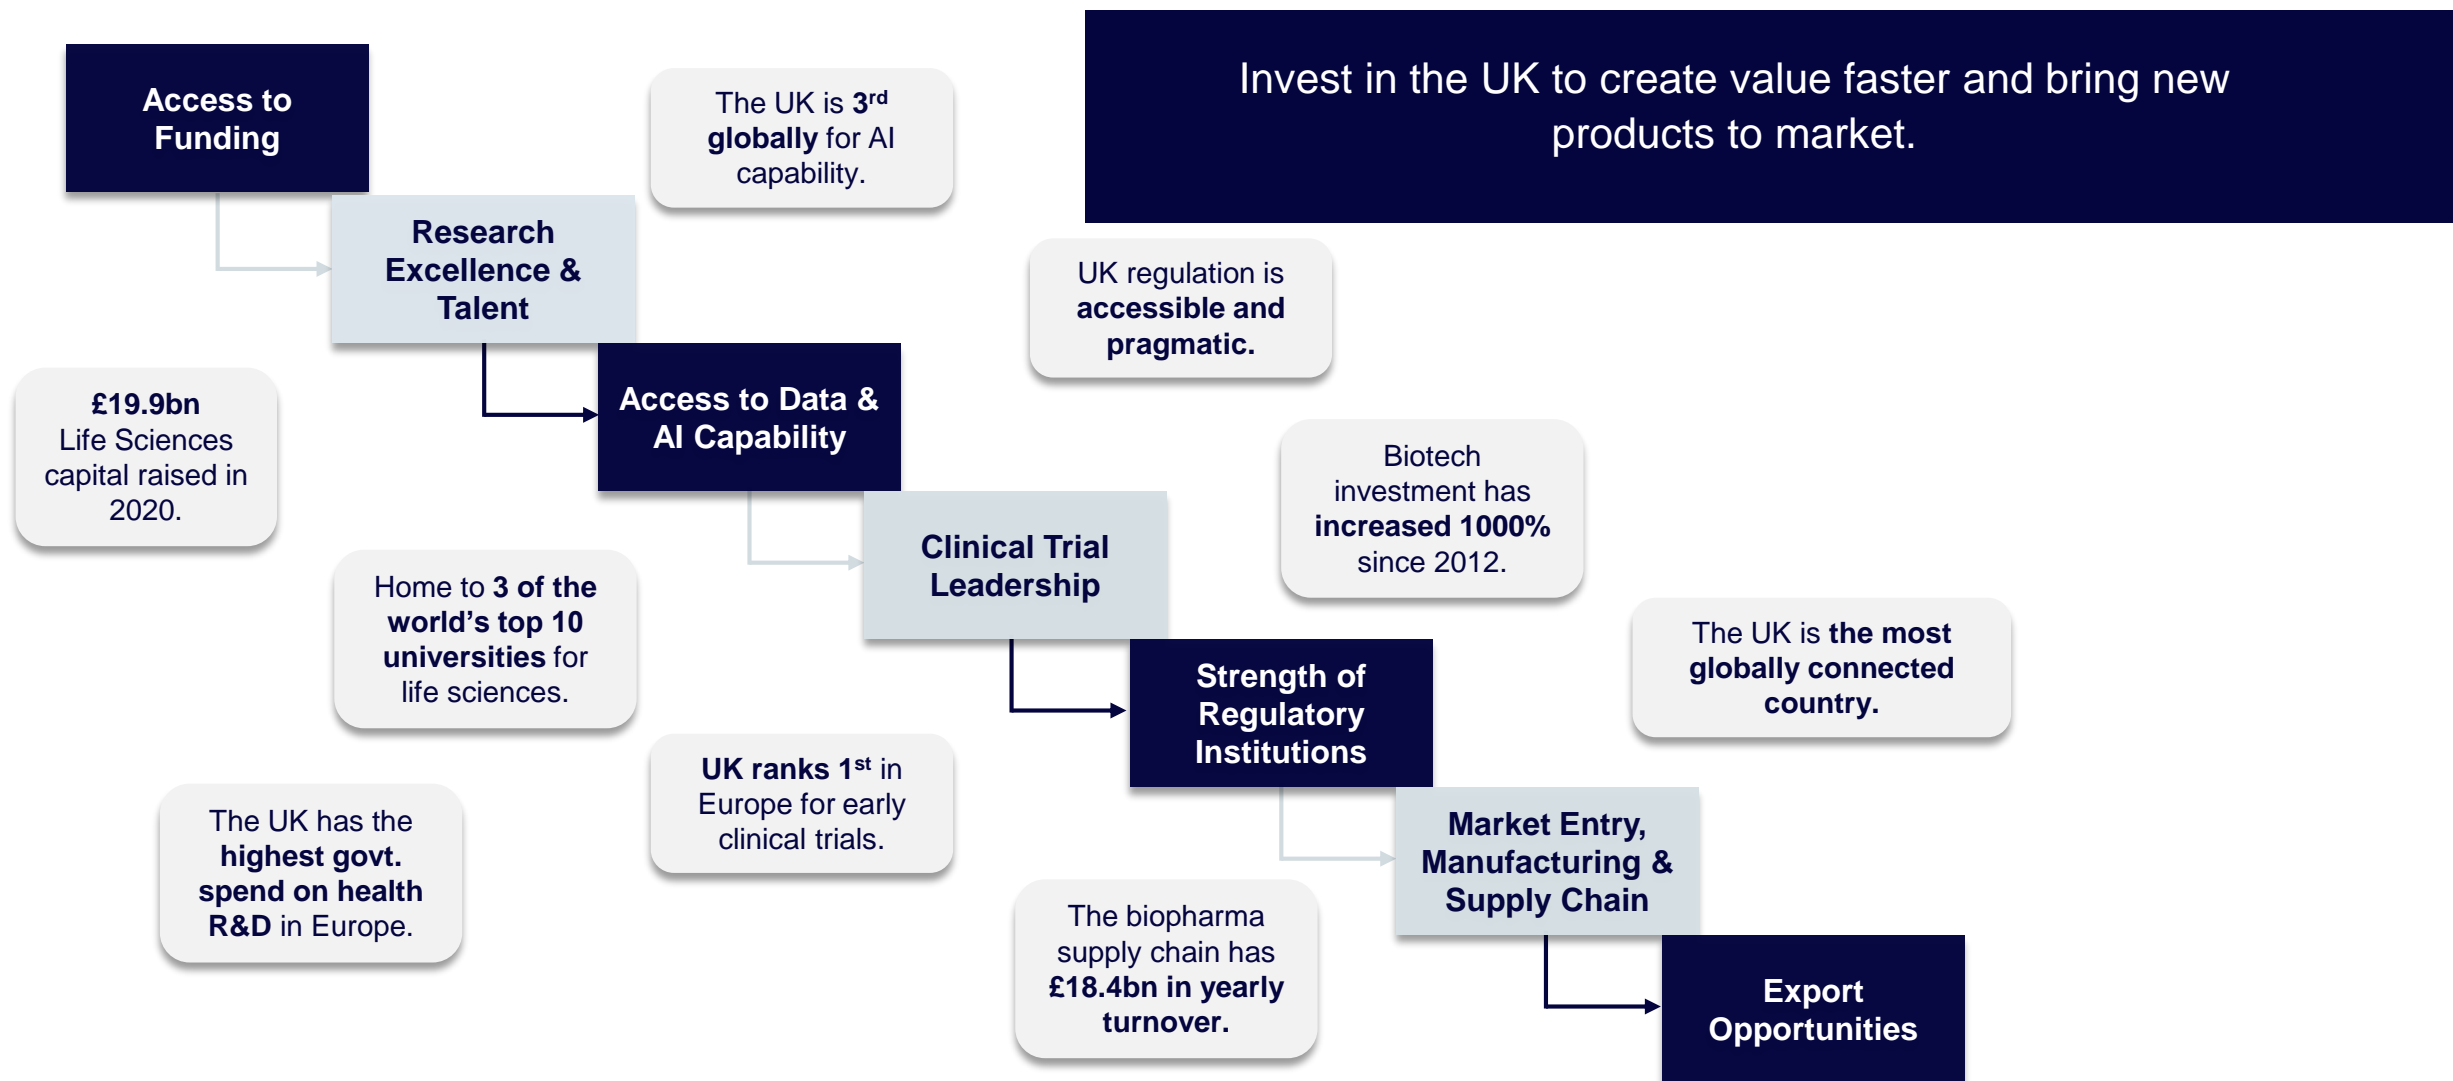 Invest in the UK to create value faster and bring new
products to market.
Access to
Funding
The UK is 3rd
globally for AI
capability.
Research
Excellence &
Talent
UK regulation is
accessible and
pragmatic.
£19.9bn
Life Sciences
capital raised in
2020.
Access to Data &
AI Capability
Biotech
investment has
increased 1000%
since 2012.
Clinical Trial
Leadership
Home to 3 of the
world’s top 10
universities for
life sciences.
The UK is the most
globally connected
country.
Strength of
Regulatory
Institutions
UK ranks 1st in
Europe for early
clinical trials.
The UK has the
highest govt.
spend on health
R&D in Europe.
Market Entry,
Manufacturing &
Supply Chain
The biopharma
supply chain has
£18.4bn in yearly
turnover.
Export
Opportunities